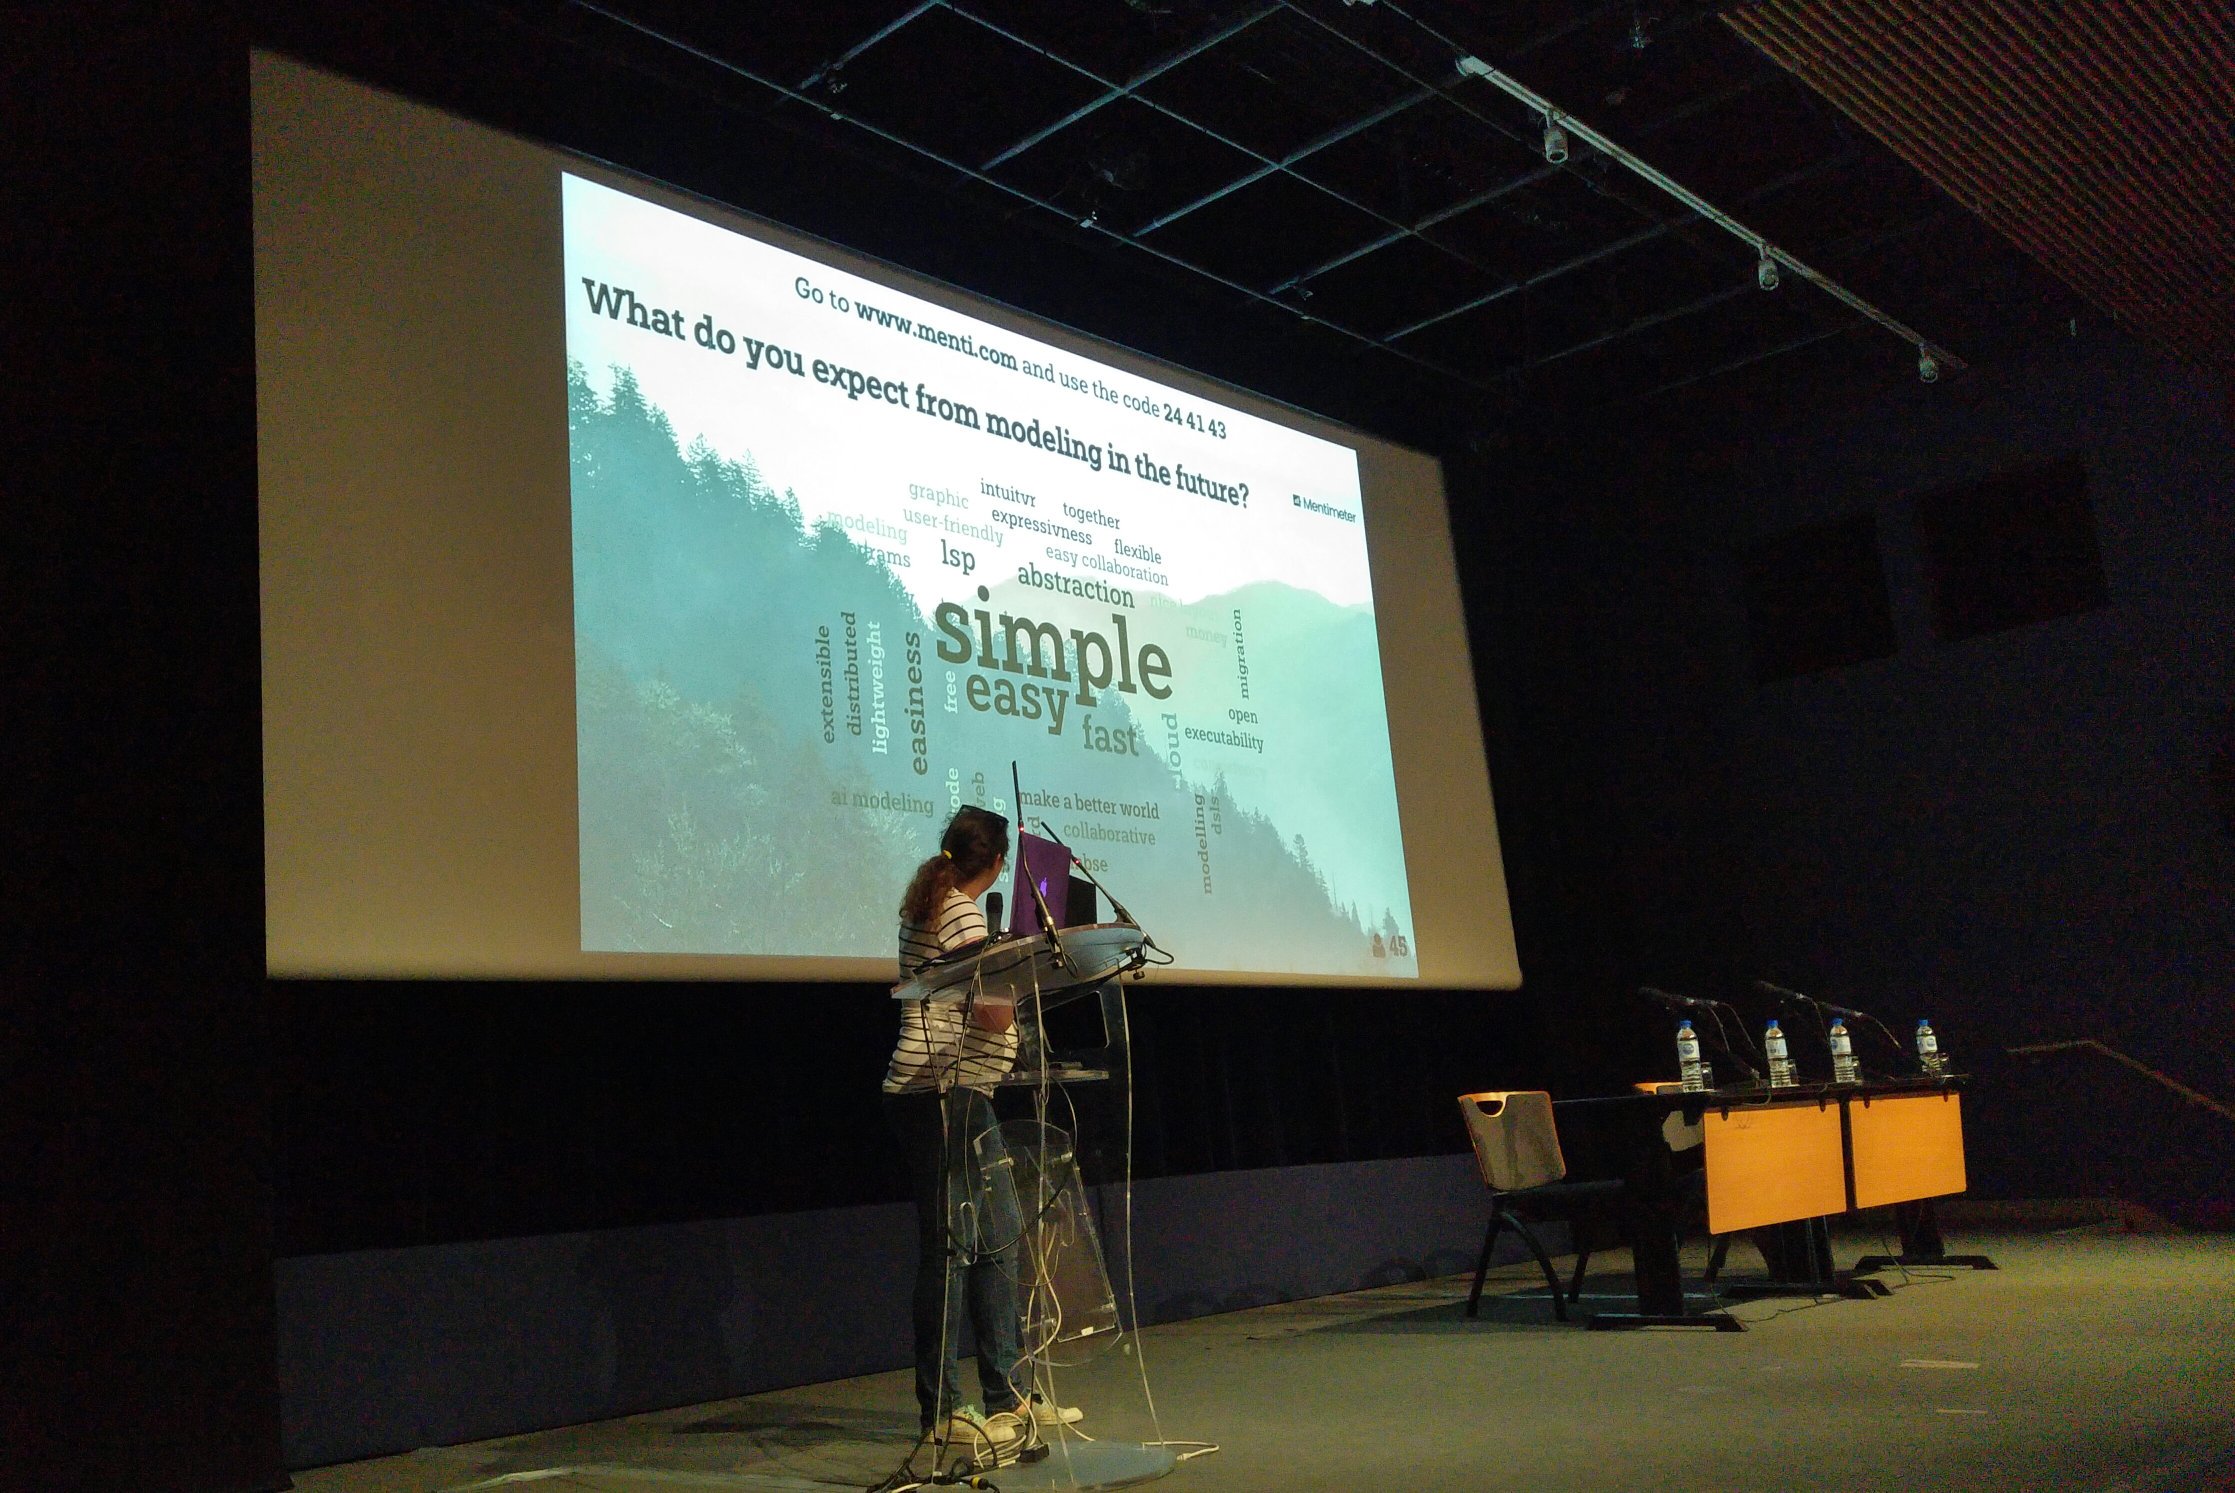 Go to www.menti.com and use the code 24 41 43
What do you expect from modeling in the future?
Mentimeter
graphic
intuitvr
together
modeling
user-friendly
expressivness
flexible
lsp
easy collaboration
abstraction
simple
money
migration
extensible
distributed
lightweight
easiness
free
easy
fast
open
executability
ai modeling
make a better world
collaborative
modelling
dsls
45